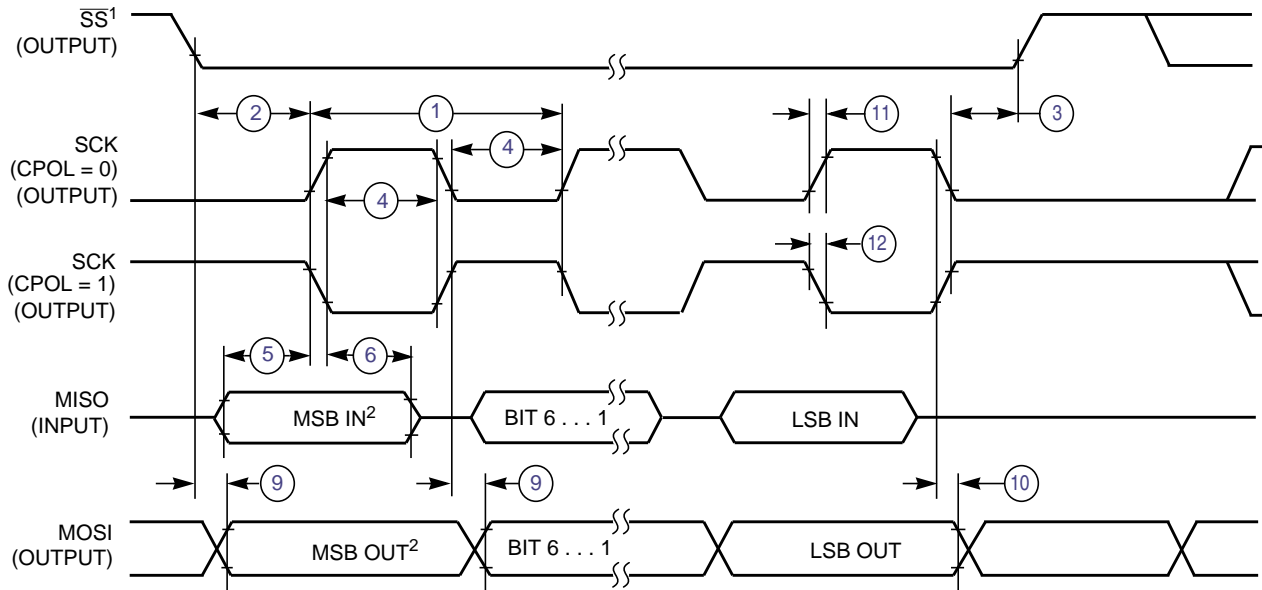 SS¹
(OUTPUT)
2
1
11
3
SCK
(CPOL = 0)
(OUTPUT)
4
4
12
SCK
(CPOL = 1)
(OUTPUT)
5
6
MISO
(INPUT)
MSB IN²
BIT 6 . . . 1
LSB IN
9
9
10
MOSI
(OUTPUT)
MSB OUT²
BIT 6 . . . 1
LSB OUT